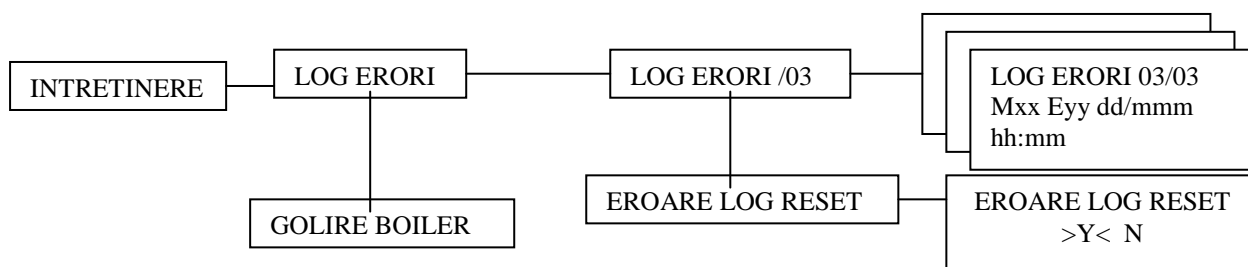 INTRETINERE
LOG ERORI
LOG ERORI /03
LOG ERORI 03/03
Mxx Eyy dd/mmm
hh:mm
GOLIRE BOILER
EROARE LOG RESET
EROARE LOG RESET
>Y< N